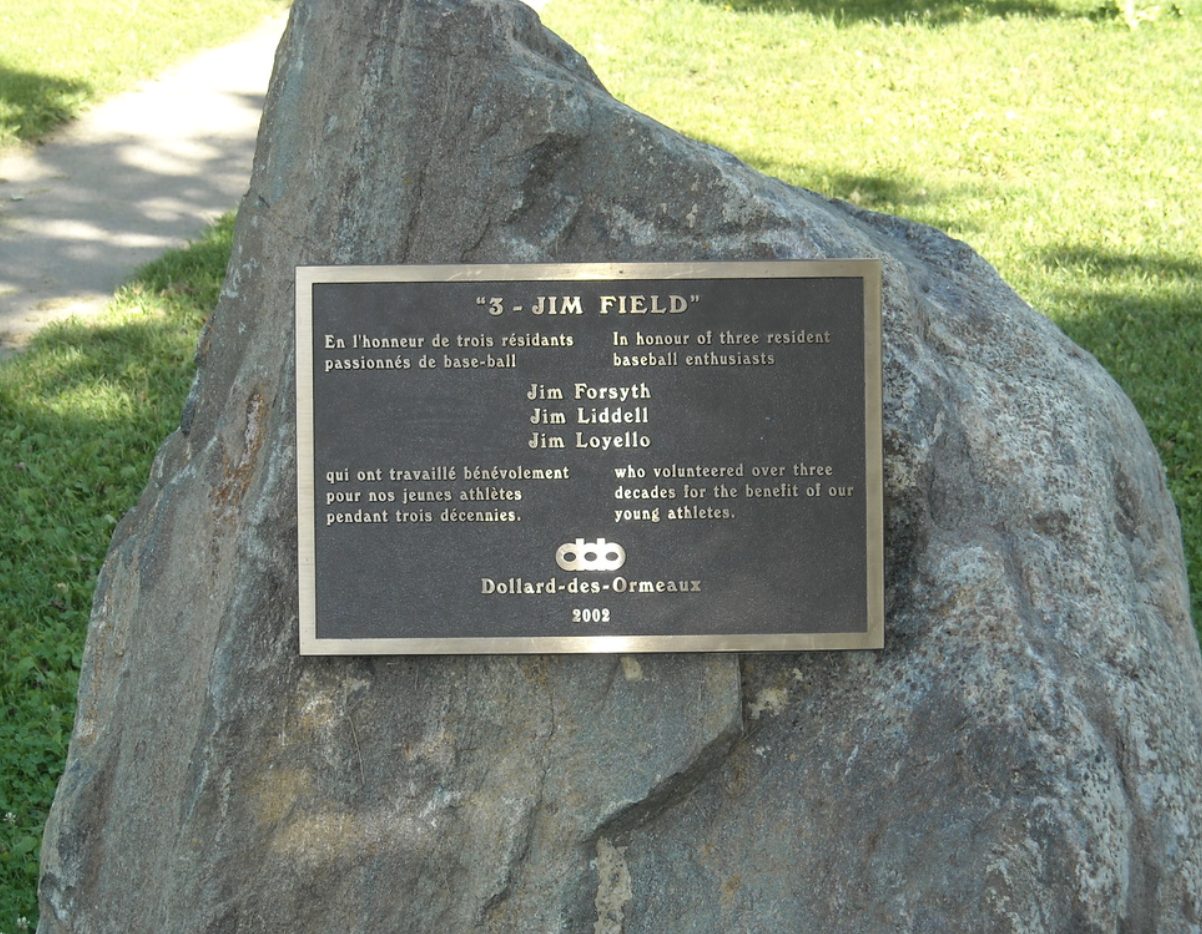 “3 - JIM FIELD”
En l'honneur de trois résidants
passionnés de base-ball
In honour of three resident
baseball enthusiasts
Jim Forsyth
Jim Liddell
Jim Loyello
qui ont travaillé bénévolement
pour nos jeunes athlètes
pendant trois décennies.
who volunteered over three
decades for the benefit of our
young athletes.
ddo
Dollard-des-Ormeaux
2002